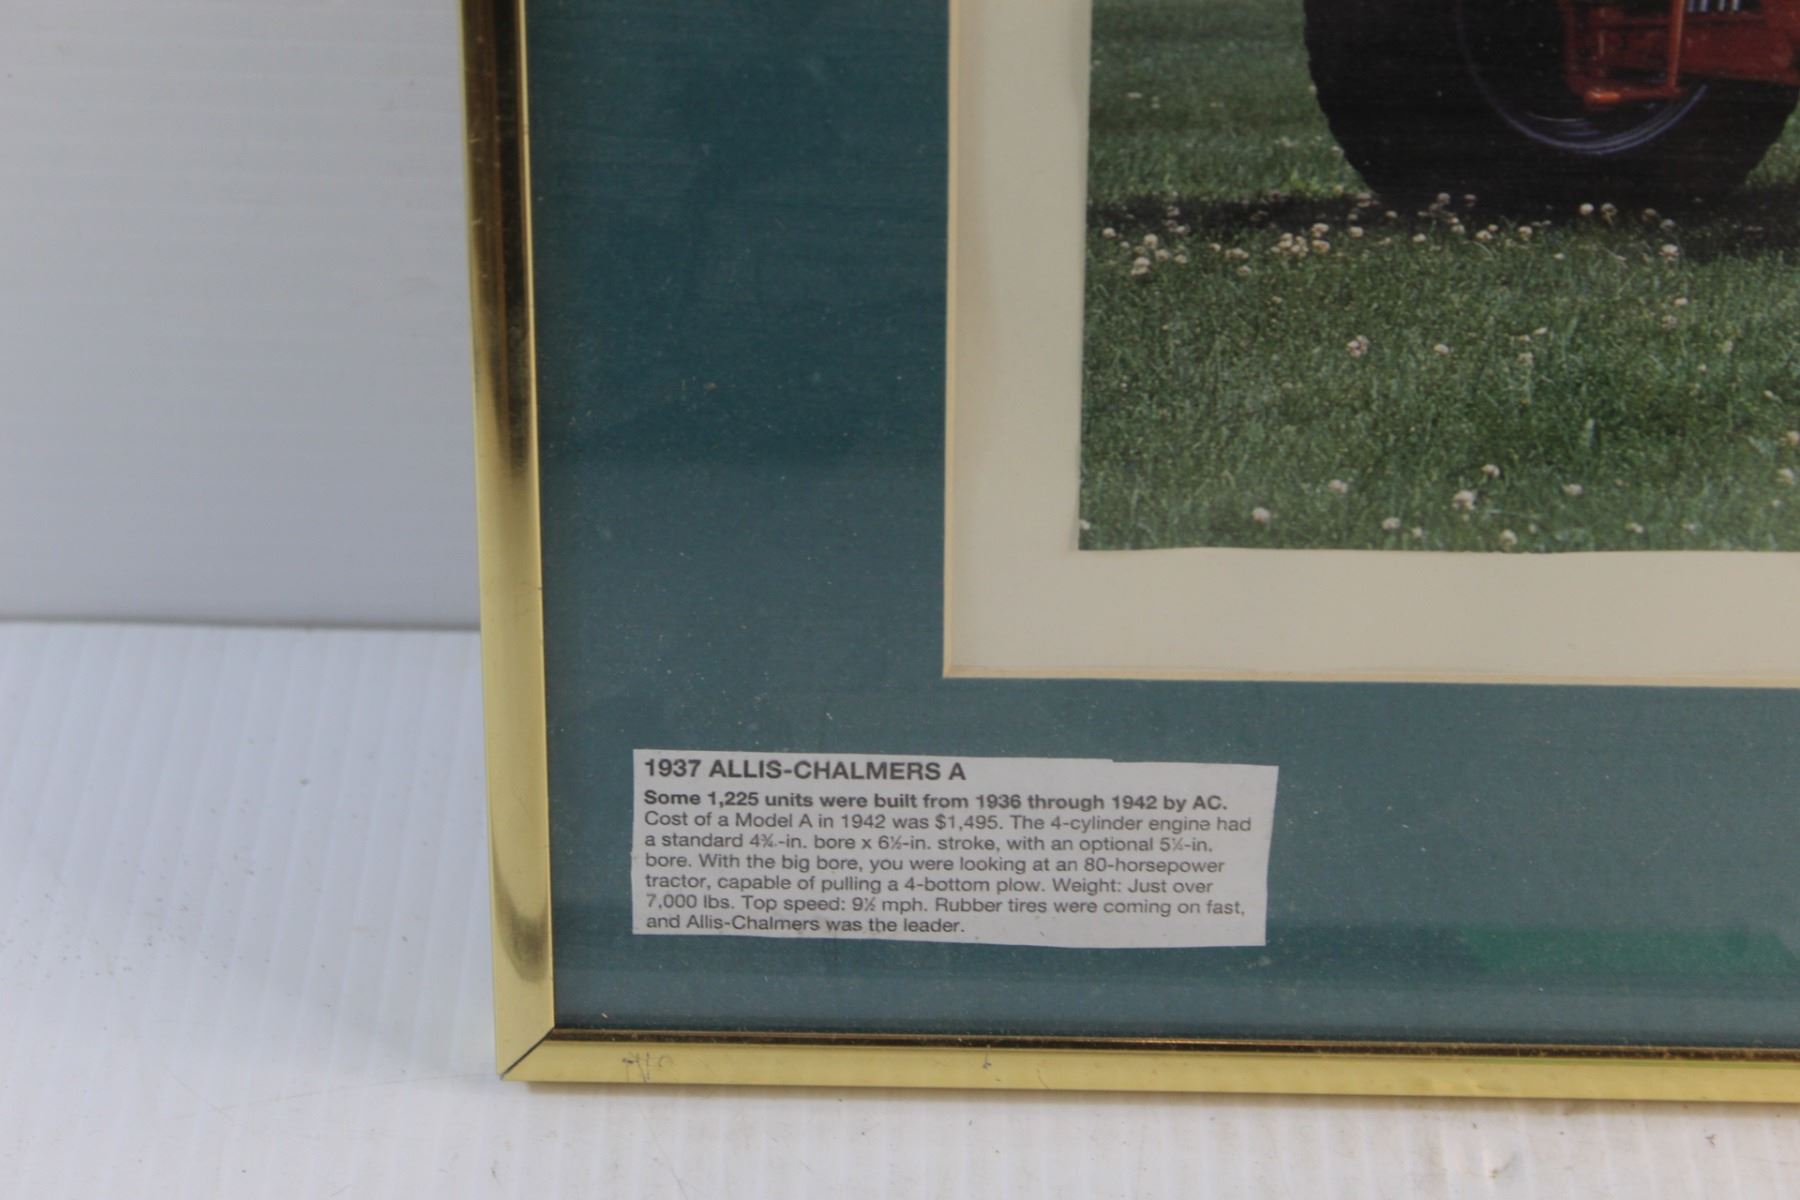 1937 ALLIS-CHALMERS A
Some 1,225 units were built from 1936 through 1942 by AC.
Cost of a Model A in 1942 was $1,495. The 4-cylinder engine had
a standard 4¾-in. bore x 6½-in. stroke, with an optional 5¼-in.
bore. With the big bore, you were looking at an 80-horsepower
tractor, capable of pulling a 4-bottom plow. Weight: Just over
7,000 lbs. Top speed: 9½ mph. Rubber tires were coming on fast,
and Allis-Chalmers was the leader.